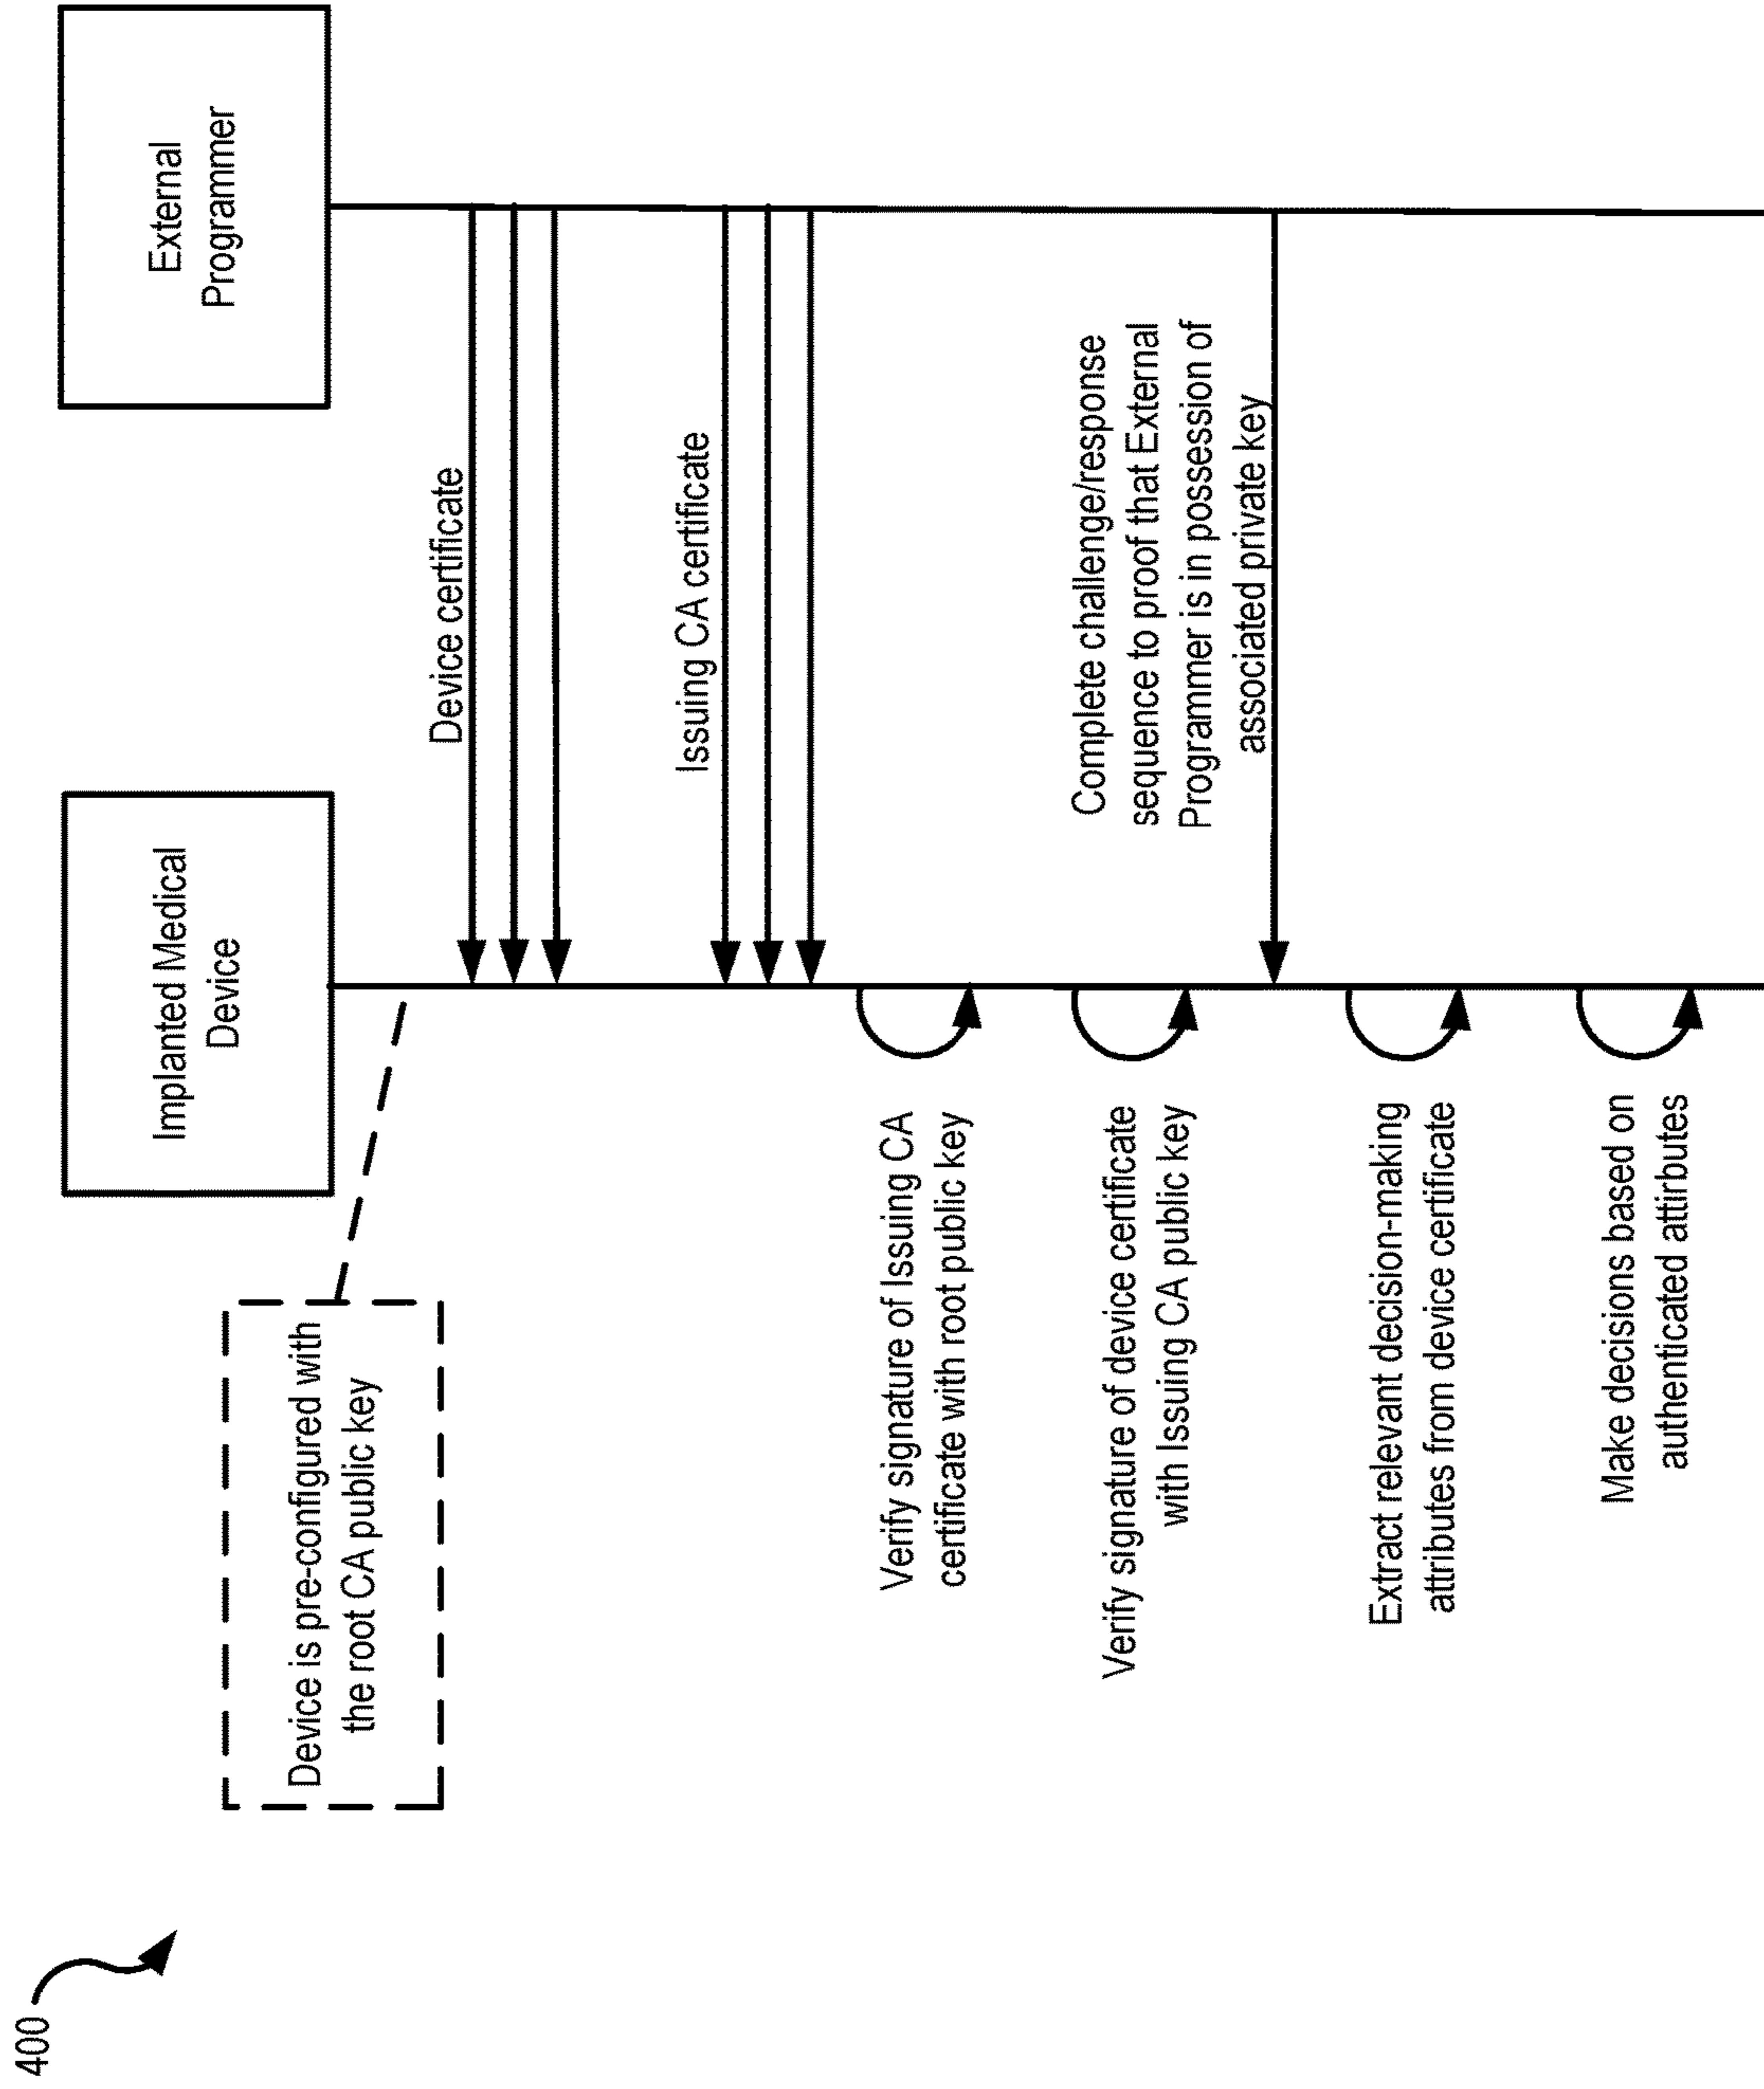 400
Implanted Medical
Device
External
Programmer
Device is pre-configured with
the root CA public key
Device certificate
Issuing CA certificate
Verify signature of Issuing CA
certificate with root public key
Verify signature of device certificate
with Issuing CA public key
Complete challenge/response
sequence to proof that External
Programmer is in possession of
associated private key
Extract relevant decision-making
attributes from device certificate
Make decisions based on
authenticated attirbutes